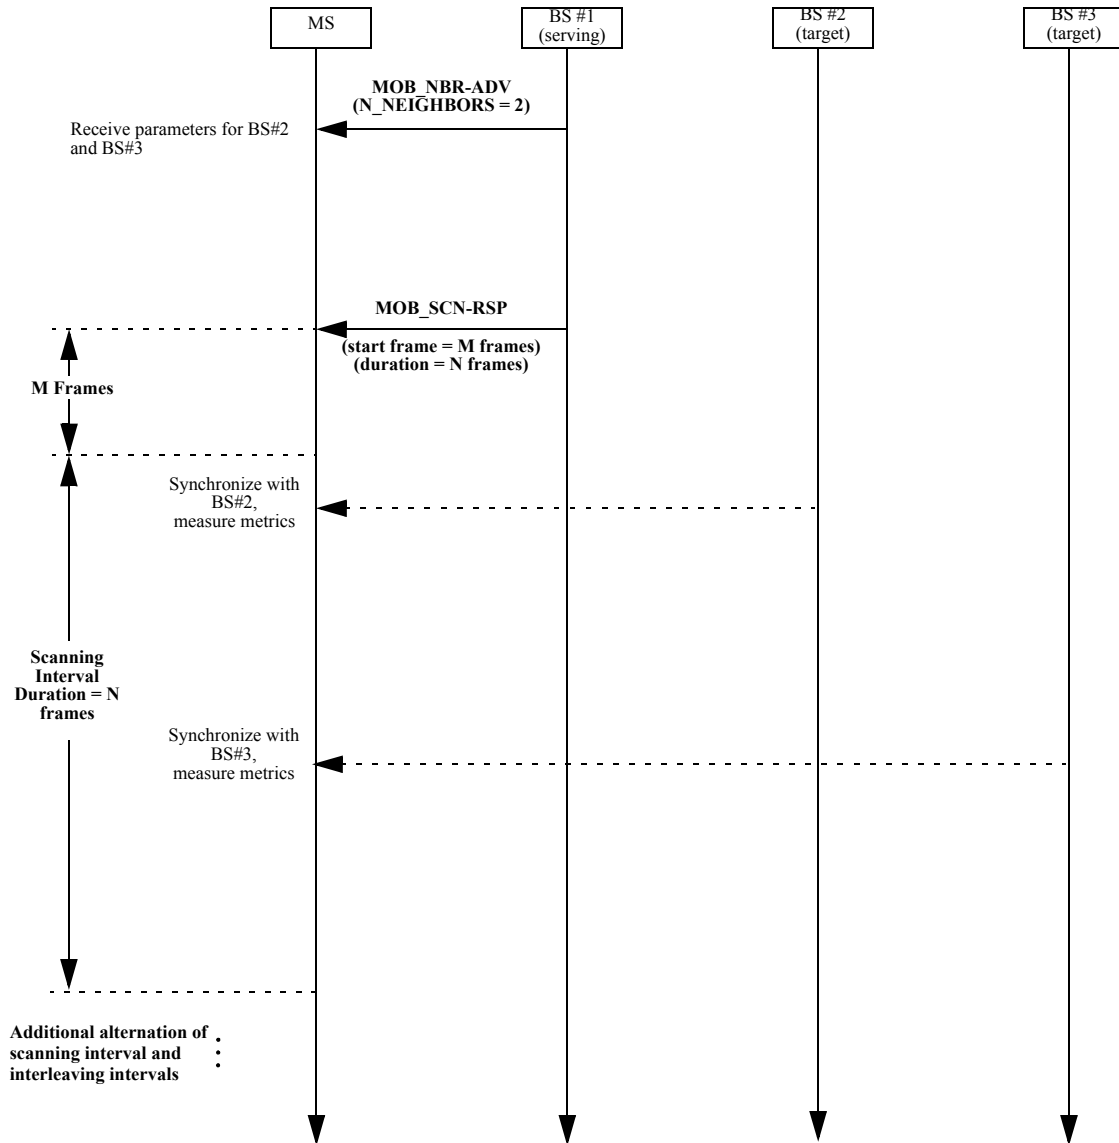 MS
BS #1
(serving)
BS #2
(target)
BS #3
(target)
MOB_NBR-ADV
(N_NEIGHBORS = 2)
Receive parameters for BS#2
and BS#3
MOB_SCN-RSP
(start frame = M frames)
(duration = N frames)
M Frames
Synchronize with
BS#2,
measure metrics
Scanning
Interval
Duration = N
frames
Synchronize with
BS#3,
measure metrics
Additional alternation of
scanning interval and
interleaving intervals